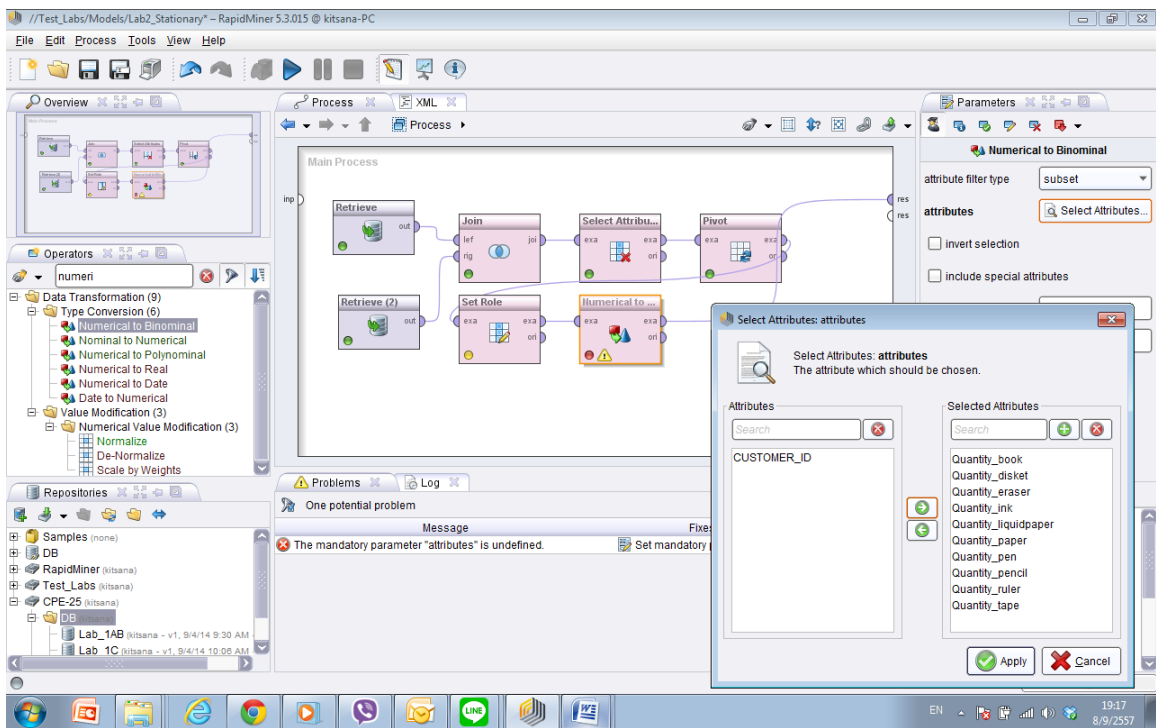 //Test_Labs/Models/Lab2_Stationary* – RapidMiner 5.3.015 @ kitsana-PC
File Edit Process Tools View Help
Overview
Process
XML
Parameters
Process
Main Process
inp
res
res
Retrieve
out
Join
lef
rig
joi
Select Attribu...
exa
exa
ori
Pivot
exa
exa
ori
Retrieve (2)
out
Set Role
exa
exa
ori
Numerical to ...
exa
exa
ori
Numerical to Binominal
attribute filter type
subset
attributes
Select Attributes...
invert selection
include special attributes
Operators
numeri
Data Transformation (9)
Type Conversion (6)
Numerical to Binominal
Nominal to Numerical
Numerical to Polynominal
Numerical to Real
Numerical to Date
Date to Numerical
Value Modification (3)
Numerical Value Modification (3)
Normalize
De-Normalize
Scale by Weights
Repositories
Samples (none)
DB
RapidMiner (kitsana)
Test_Labs (kitsana)
CPE-25 (kitsana)
DB
Lab_1AB (kitsana - v1, 9/4/14 9:30 AM
Lab_1C (kitsana - v1, 9/4/14 10:06 AM
Problems
Log
One potential problem
Message
Fixes
The mandatory parameter "attributes" is undefined.
Set mandatory
Select Attributes: attributes
Select Attributes: attributes
The attribute which should be chosen.
Attributes
Search
CUSTOMER_ID
Selected Attributes
Search
Quantity_book
Quantity_disket
Quantity_eraser
Quantity_ink
Quantity_liquidpaper
Quantity_paper
Quantity_pen
Quantity_pencil
Quantity_ruler
Quantity_tape
Apply
Cancel
LINE
EN
19:17
8/9/2557